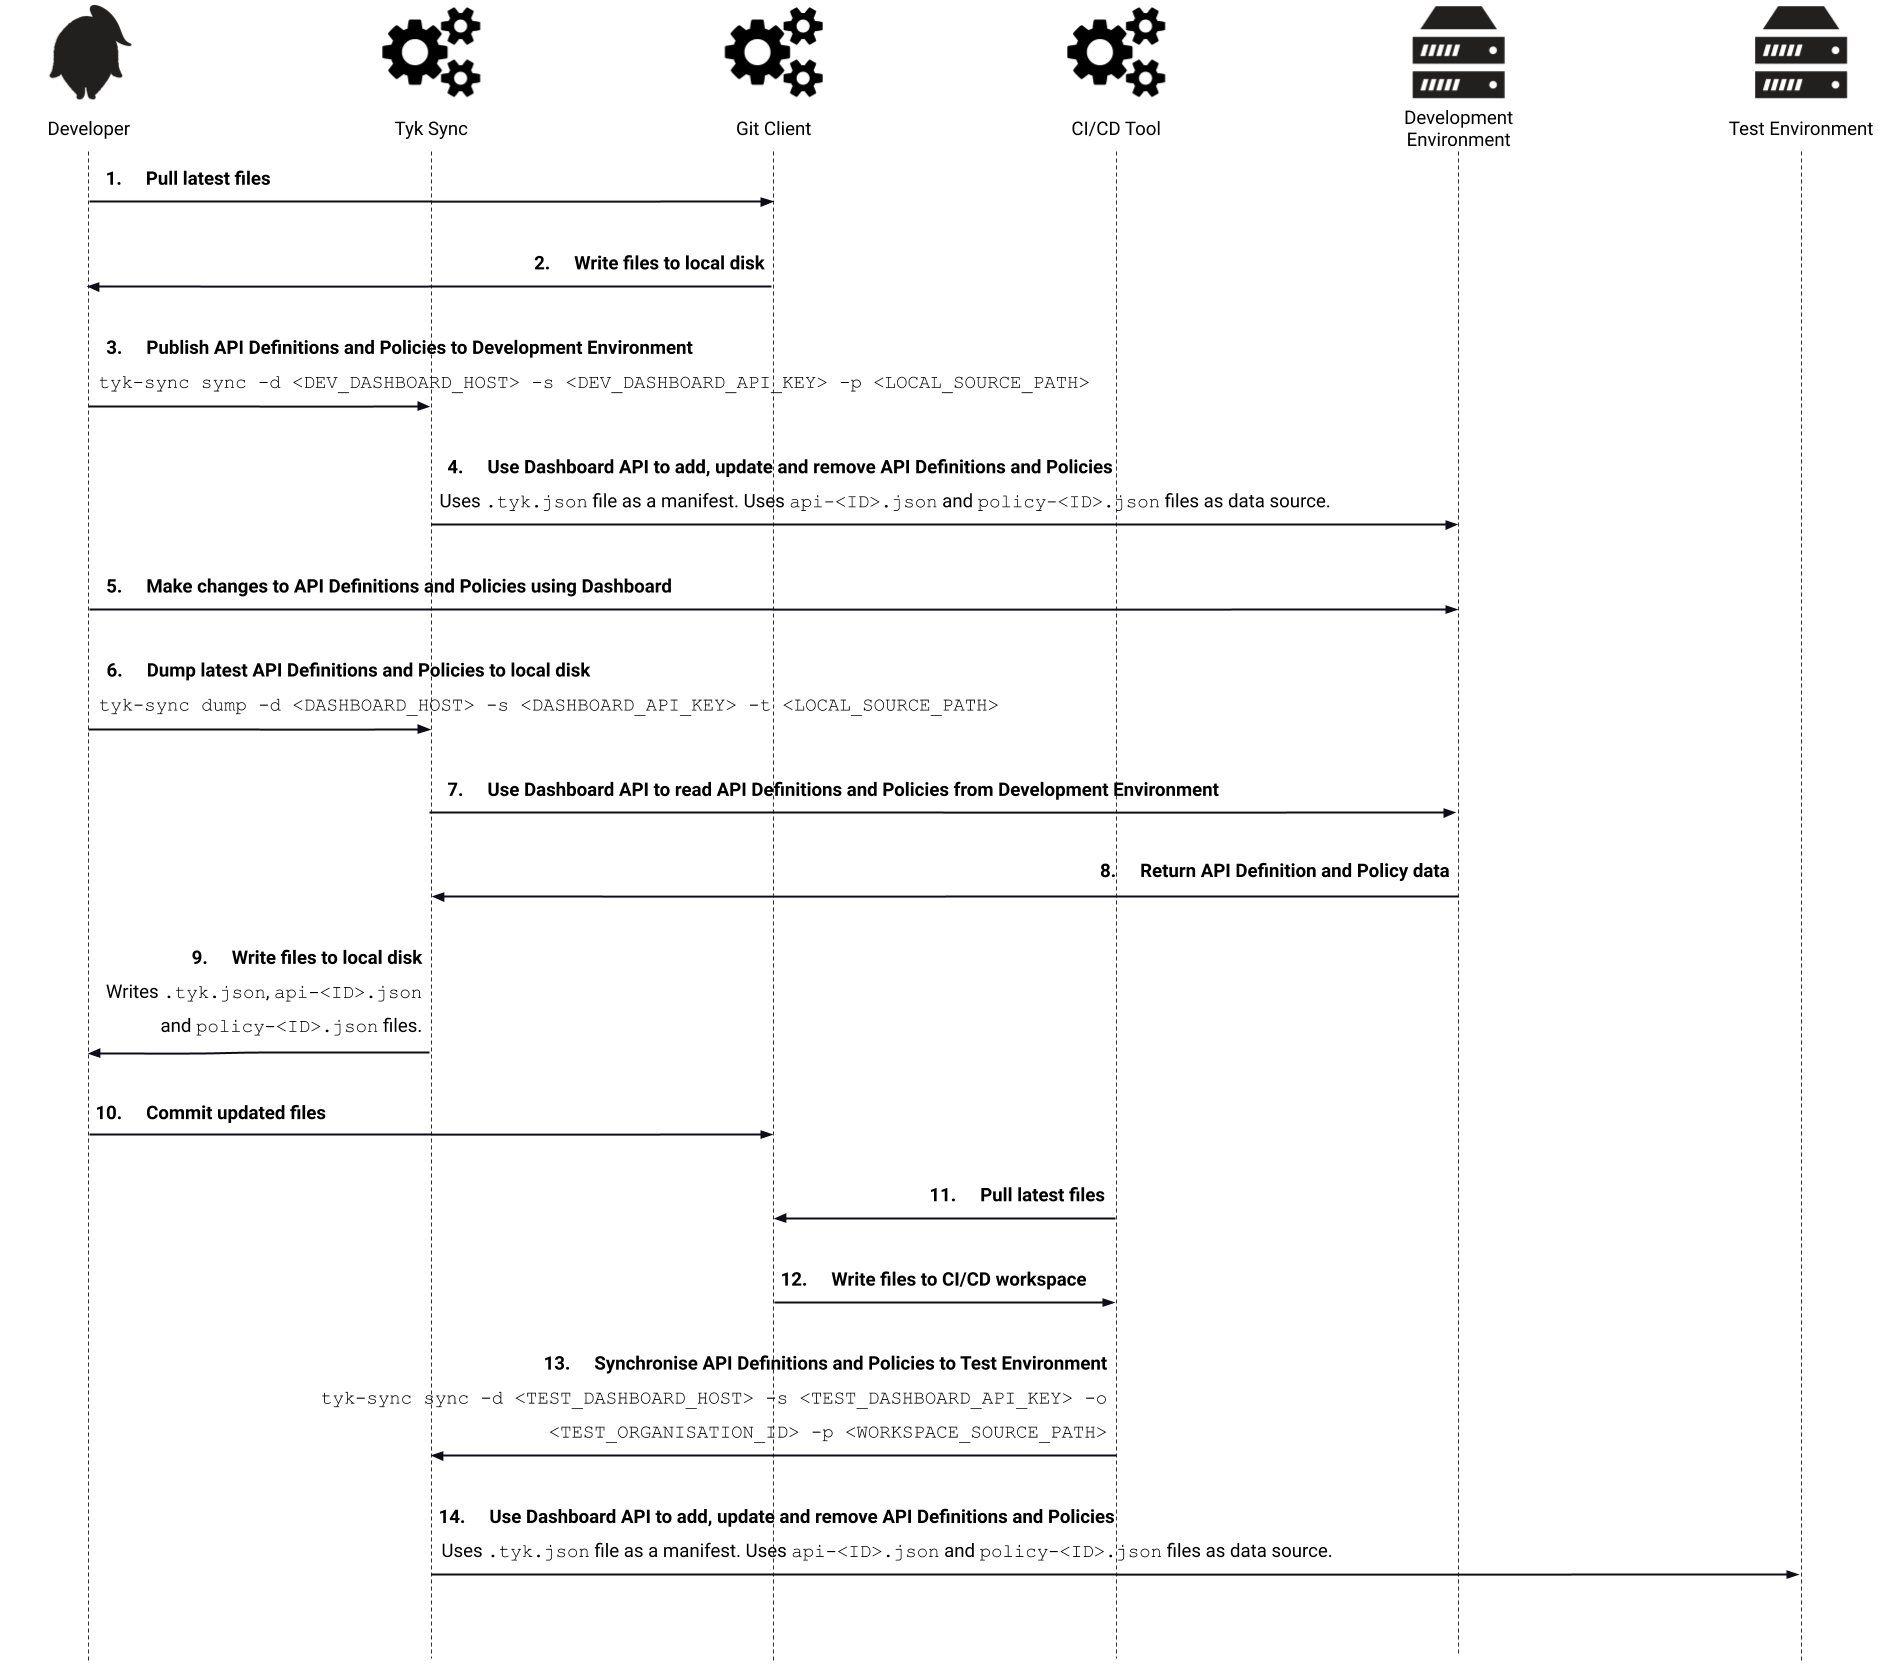 Developer
Tyk Sync
Git Client
CI/CD Tool
Development
Environment
Test Environment
1. Pull latest files
2. Write files to local disk
3. Publish API Definitions and Policies to Development Environment
tyk-sync sync -d <DEV_DASHBOARD_HOST> -s <DEV_DASHBOARD_API_KEY> -p <LOCAL_SOURCE_PATH>
4. Use Dashboard API to add, update and remove API Definitions and Policies
Uses .tyk.json file as a manifest. Uses api-<ID>.json and policy-<ID>.json files as data source.
5. Make changes to API Definitions and Policies using Dashboard
6. Dump latest API Definitions and Policies to local disk
tyk-sync dump -d <DASHBOARD_HOST> -s <DASHBOARD_API_KEY> -t <LOCAL_SOURCE_PATH>
7. Use Dashboard API to read API Definitions and Policies from Development Environment
8. Return API Definition and Policy data
9. Write files to local disk
Writes .tyk.json, api-<ID>.json
and policy-<ID>.json files.
10. Commit updated files
11. Pull latest files
12. Write files to CI/CD workspace
13. Synchronise API Definitions and Policies to Test Environment
tyk-sync sync -d <TEST_DASHBOARD_HOST> -s <TEST_DASHBOARD_API_KEY> -o
<TEST_ORGANISATION_ID> -p <WORKSPACE_SOURCE_PATH>
14. Use Dashboard API to add, update and remove API Definitions and Policies
Uses .tyk.json file as a manifest. Uses api-<ID>.json and policy-<ID>.json files as data source.